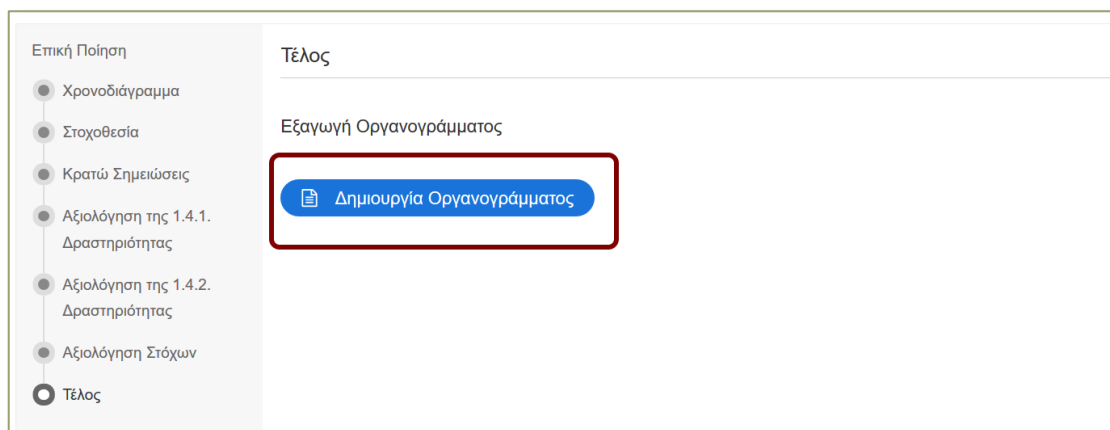 Επική Ποίηση
Χρονοδιάγραμμα
Στοχοθεσία
Κρατώ Σημειώσεις
Αξιολόγηση της 1.4.1.
Δραστηριότητας
Αξιολόγηση της 1.4.2.
Δραστηριότητας
Αξιολόγηση Στόχων
Τέλος
Τέλος
Εξαγωγή Οργανογράμματος
Δημιουργία Οργανογράμματος